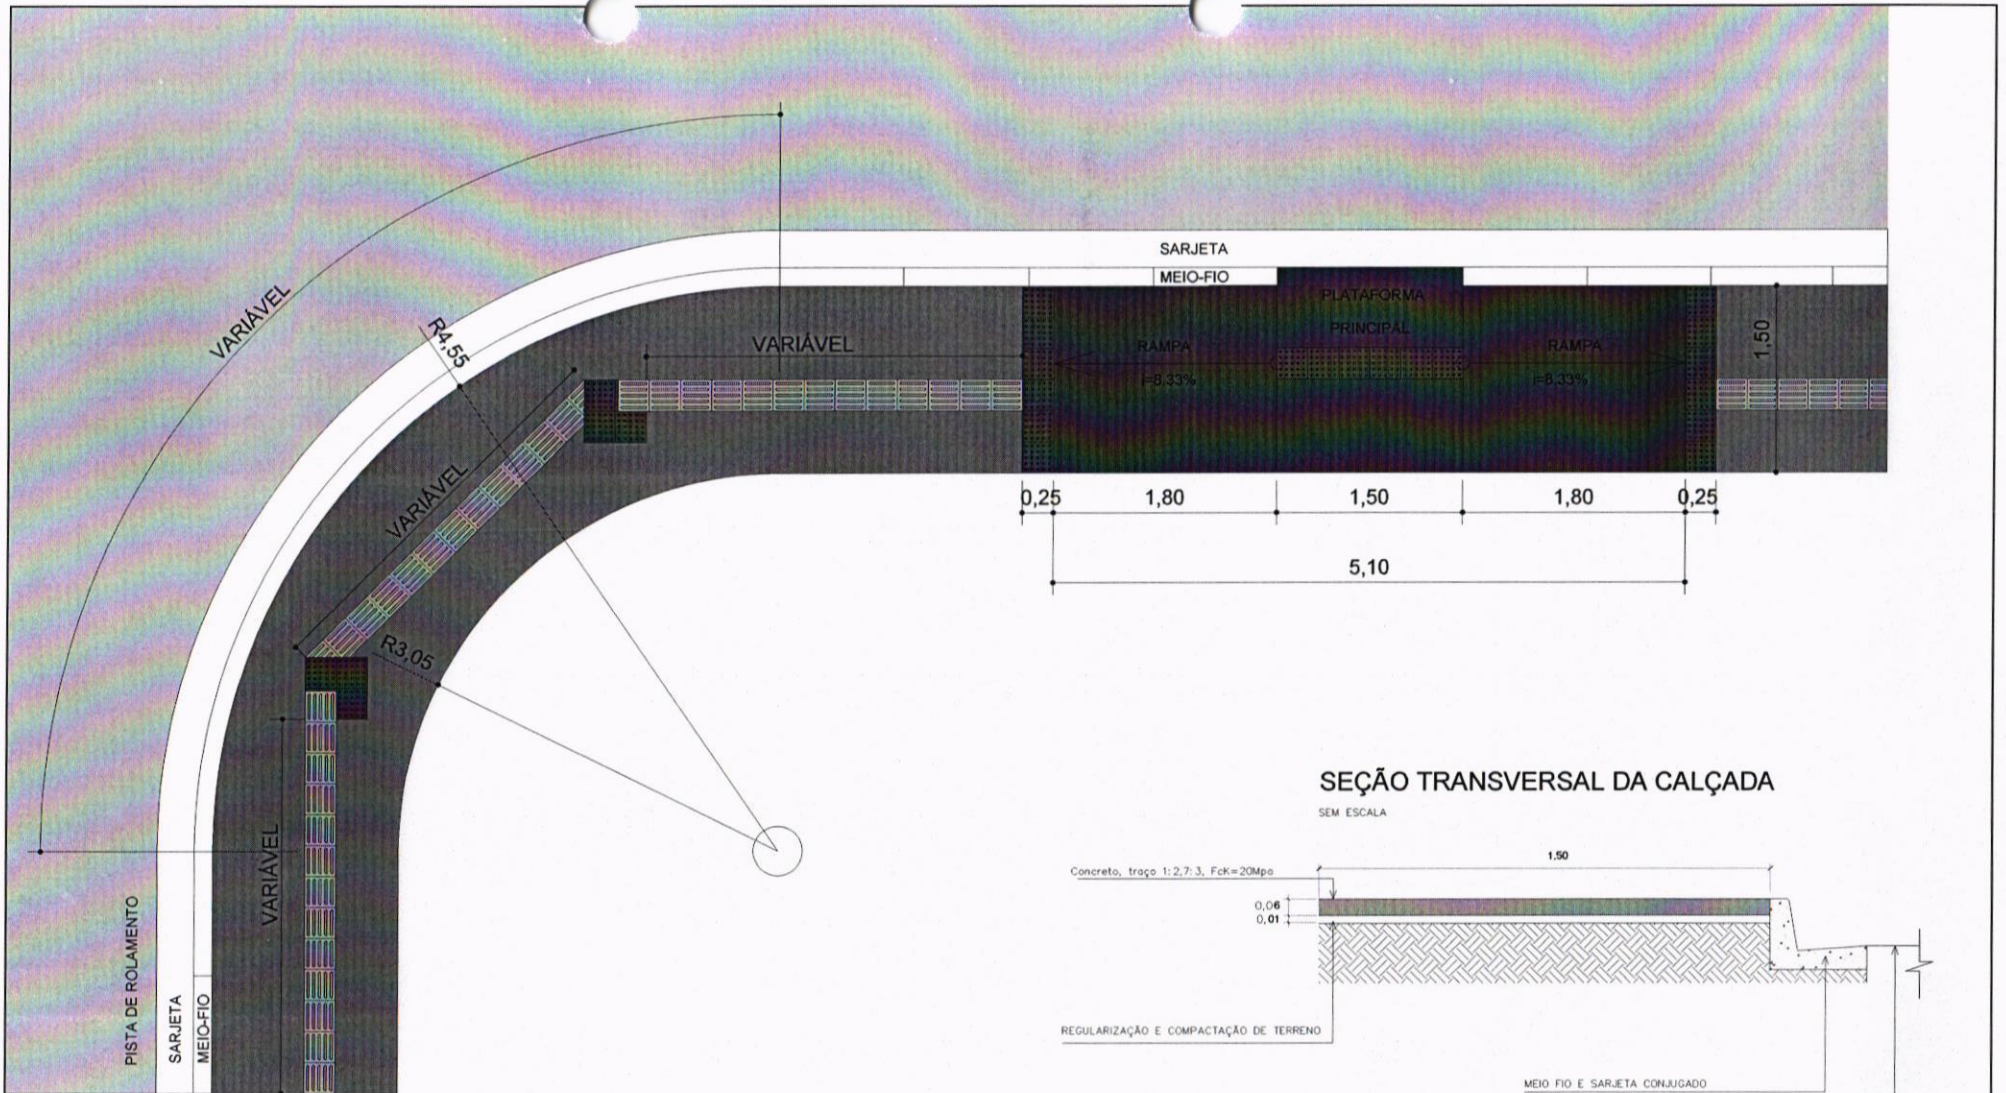 SARJETA
MEIO-FIO
PLATAFORMA
PRINCIPAL
RAMPA
i=8,33%
RAMPA
i=8,33%
1,50
VARIÁVEL
VARIÁVEL
R4,55
VARIÁVEL
R3,05
VARIÁVEL
0,25
1,80
1,50
1,80
0,25
5,10
PISTA DE ROLAMENTO
SARJETA
MEIO-FIO
SEÇÃO TRANSVERSAL DA CALÇADA
SEM ESCALA
1,50
Concreto, traço 1:2,7:3, FcK=20Mpa
0,06
0,01
REGULARIZAÇÃO E COMPACTAÇÃO DE TERRENO
MEIO FIO E SARJETA CONJUGADO